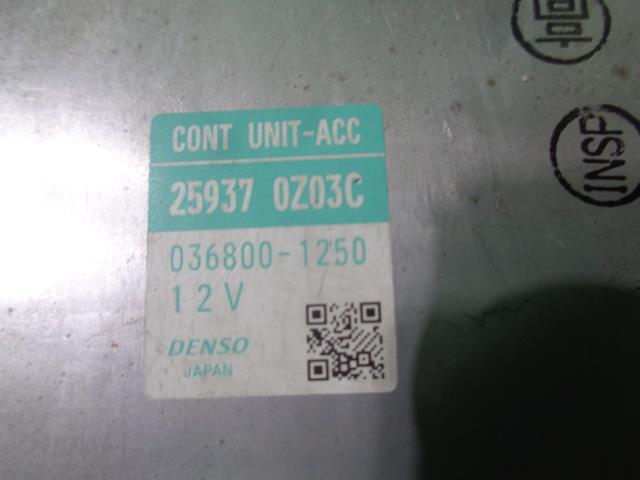 CONT UNIT-ACC
25937 0Z03C
036800-1250
12V
DENSO
JAPAN
INSP